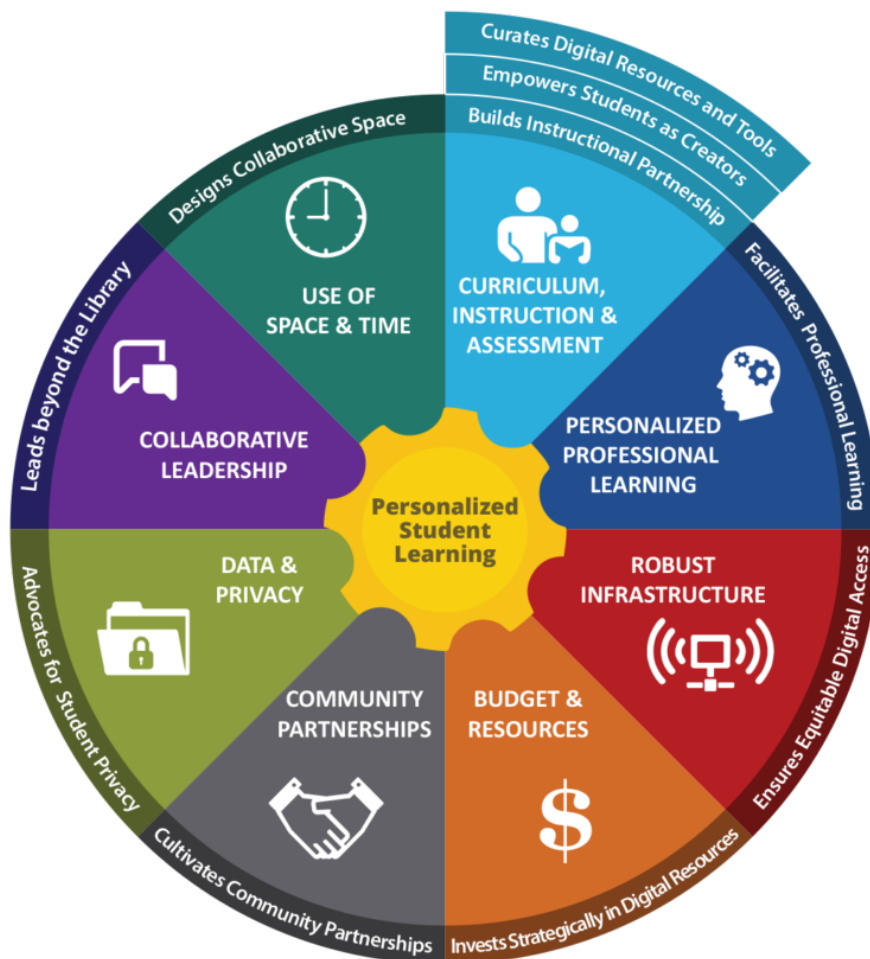 Curates Digital Resources and Tools
Empowers Students as Creators
Builds Instructional Partnership
CURRICULUM,
INSTRUCTION &
ASSESSMENT
Facilitates Professional Learning
PERSONALIZED
PROFESSIONAL
LEARNING
Ensures Equitable Digital Access
ROBUST
INFRASTRUCTURE
Invests Strategically in Digital Resources
BUDGET &
RESOURCES
$
Cultivates Community Partnerships
COMMUNITY
PARTNERSHIPS
Advocates for Student Privacy
DATA &
PRIVACY
Leads beyond the Library
COLLABORATIVE
LEADERSHIP
Designs Collaborative Space
USE OF
SPACE & TIME
Personalized
Student
Learning